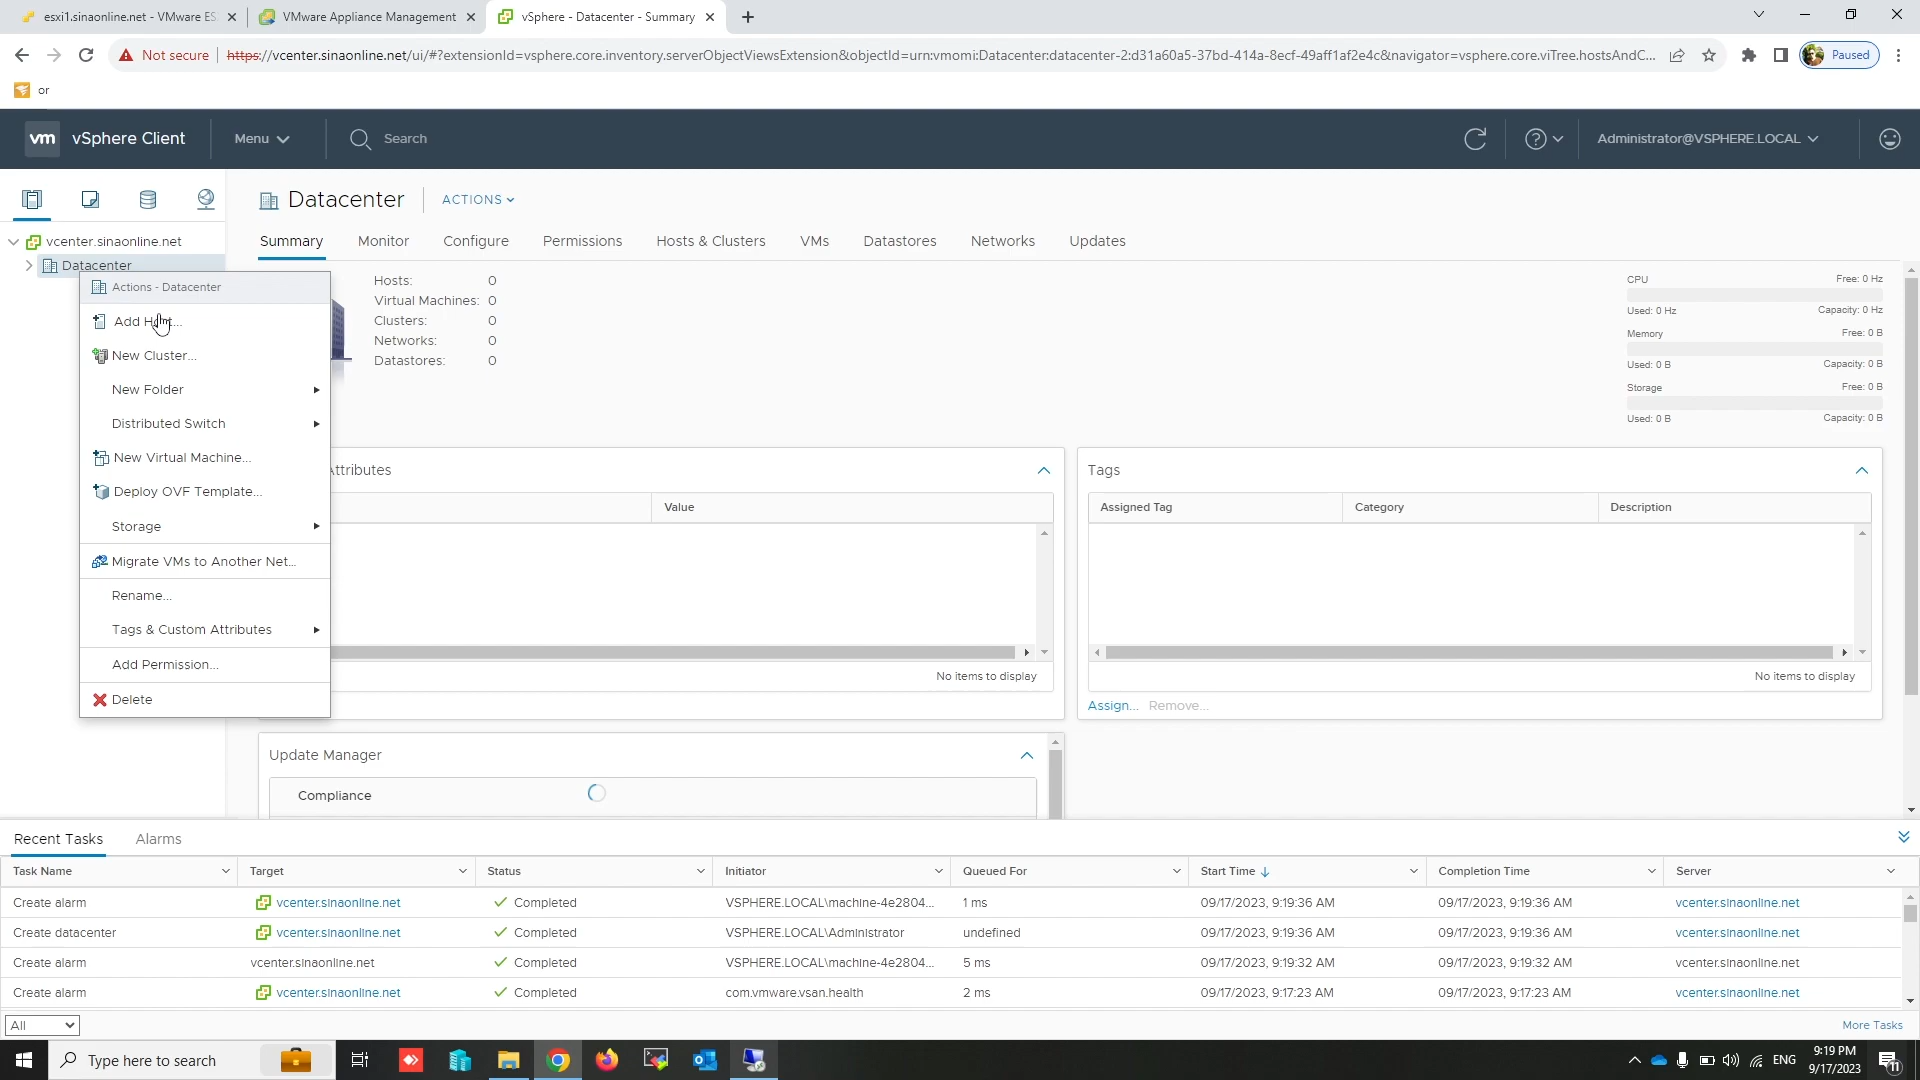 esxi1.sinaonline.net - VMware ES
VMware Appliance Management
vSphere - Datacenter - Summary
Not secure
https://vcenter.sinaonline.net/ui/#?extensionId=vsphere.core.inventory.serverObjectViewsExtension&objectId=urn:vmomi:Datacenter:datacenter-2:d31a60a5-37bd-414a-8ecf-49aff1af2e4c&navigator=vsphere.core.viTree.hostsAndC...
Paused
or
vm vSphere Client
Menu
Search
Administrator@VSPHERE.LOCAL
Datacenter
ACTIONS
vcenter.sinaonline.net
Datacenter
Summary Monitor Configure Permissions Hosts & Clusters VMs Datastores Networks Updates
Actions - Datacenter
Add Host...
New Cluster...
New Folder
Distributed Switch
New Virtual Machine...
Deploy OVF Template...
Storage
Migrate VMs to Another Net...
Rename...
Tags & Custom Attributes
Add Permission...
Delete
Hosts: 0
Virtual Machines: 0
Clusters: 0
Networks: 0
Datastores: 0
CPU Free: 0 Hz
Used: 0 Hz Capacity: 0 Hz
Memory Free: 0 B
Used: 0 B Capacity: 0 B
Storage Free: 0 B
Used: 0 B Capacity: 0 B
Attributes
Value
No items to display
Tags
Assigned Tag Category Description
No items to display
Assign... Remove...
Update Manager
Compliance
Recent Tasks Alarms
Task Name Target Status Initiator Queued For Start Time Completion Time Server
Create alarm vcenter.sinaonline.net Completed VSPHERE.LOCAL\machine-4e2804... 1 ms 09/17/2023, 9:19:36 AM 09/17/2023, 9:19:36 AM vcenter.sinaonline.net
Create datacenter vcenter.sinaonline.net Completed VSPHERE.LOCAL\Administrator undefined 09/17/2023, 9:19:36 AM 09/17/2023, 9:19:36 AM vcenter.sinaonline.net
Create alarm vcenter.sinaonline.net Completed VSPHERE.LOCAL\machine-4e2804... 5 ms 09/17/2023, 9:19:32 AM 09/17/2023, 9:19:32 AM vcenter.sinaonline.net
Create alarm vcenter.sinaonline.net Completed com.vmware.vsan.health 2 ms 09/17/2023, 9:17:23 AM 09/17/2023, 9:17:23 AM vcenter.sinaonline.net
All
More Tasks
Type here to search
ENG
9:19 PM
9/17/2023
11